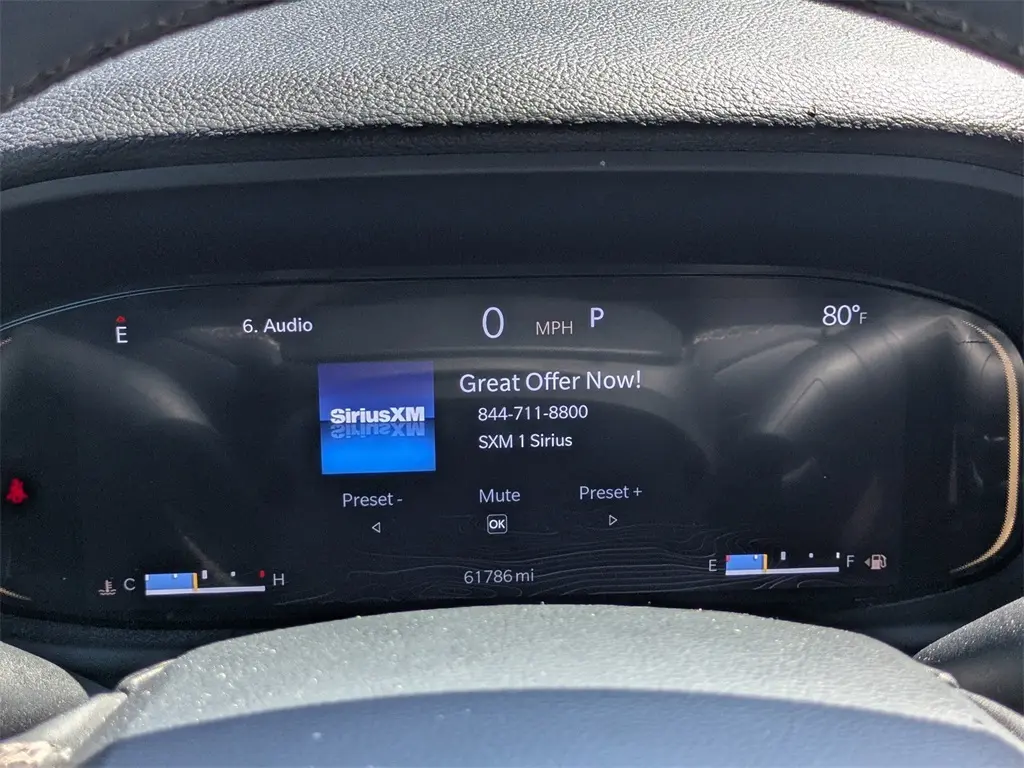 E
6. Audio
0 MPH P
80°F
SiriusXM
Great Offer Now!
844-711-8800
SXM 1 Sirius
Preset -
Mute
Preset +
OK
C
H
61786 mi
E
F